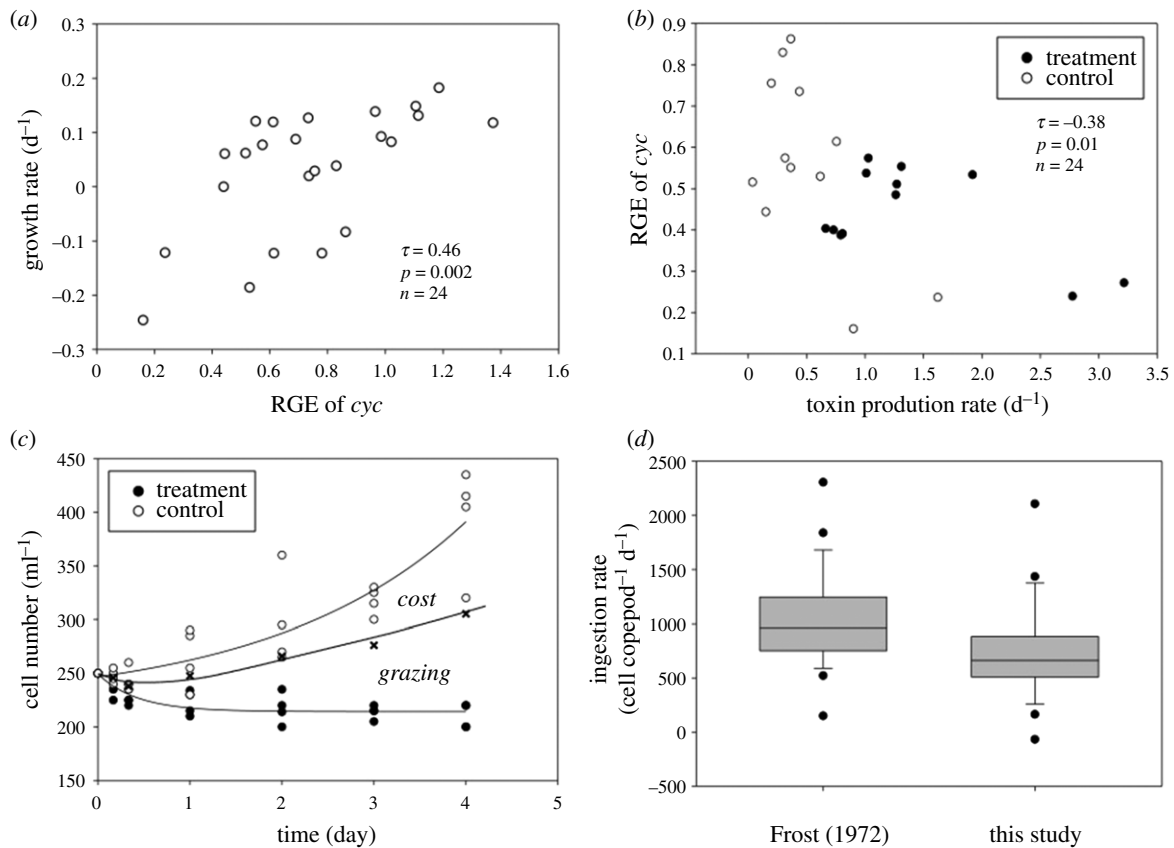 (a)
0.3
0.2
0.1
0
–0.1
–0.2
–0.3
growth rate (d–1)
τ = 0.46
p = 0.002
n = 24
0 0.2 0.4 0.6 0.8 1.0 1.2 1.4 1.6
RGE of cyc
(b)
0.9
0.8
0.7
0.6
0.5
0.4
0.3
0.2
0.1
RGE of cyc
treatment
control
τ = –0.38
p = 0.01
n = 24
0 0.5 1.0 1.5 2.0 2.5 3.0 3.5
toxin prodution rate (d–1)
(c)
450
400
350
300
250
200
150
cell number (ml–1)
treatment
control
cost
grazing
0 1 2 3 4 5
time (day)
(d)
2500
2000
1500
1000
500
0
–500
ingestion rate
(cell copepod–1 d–1)
Frost (1972) this study